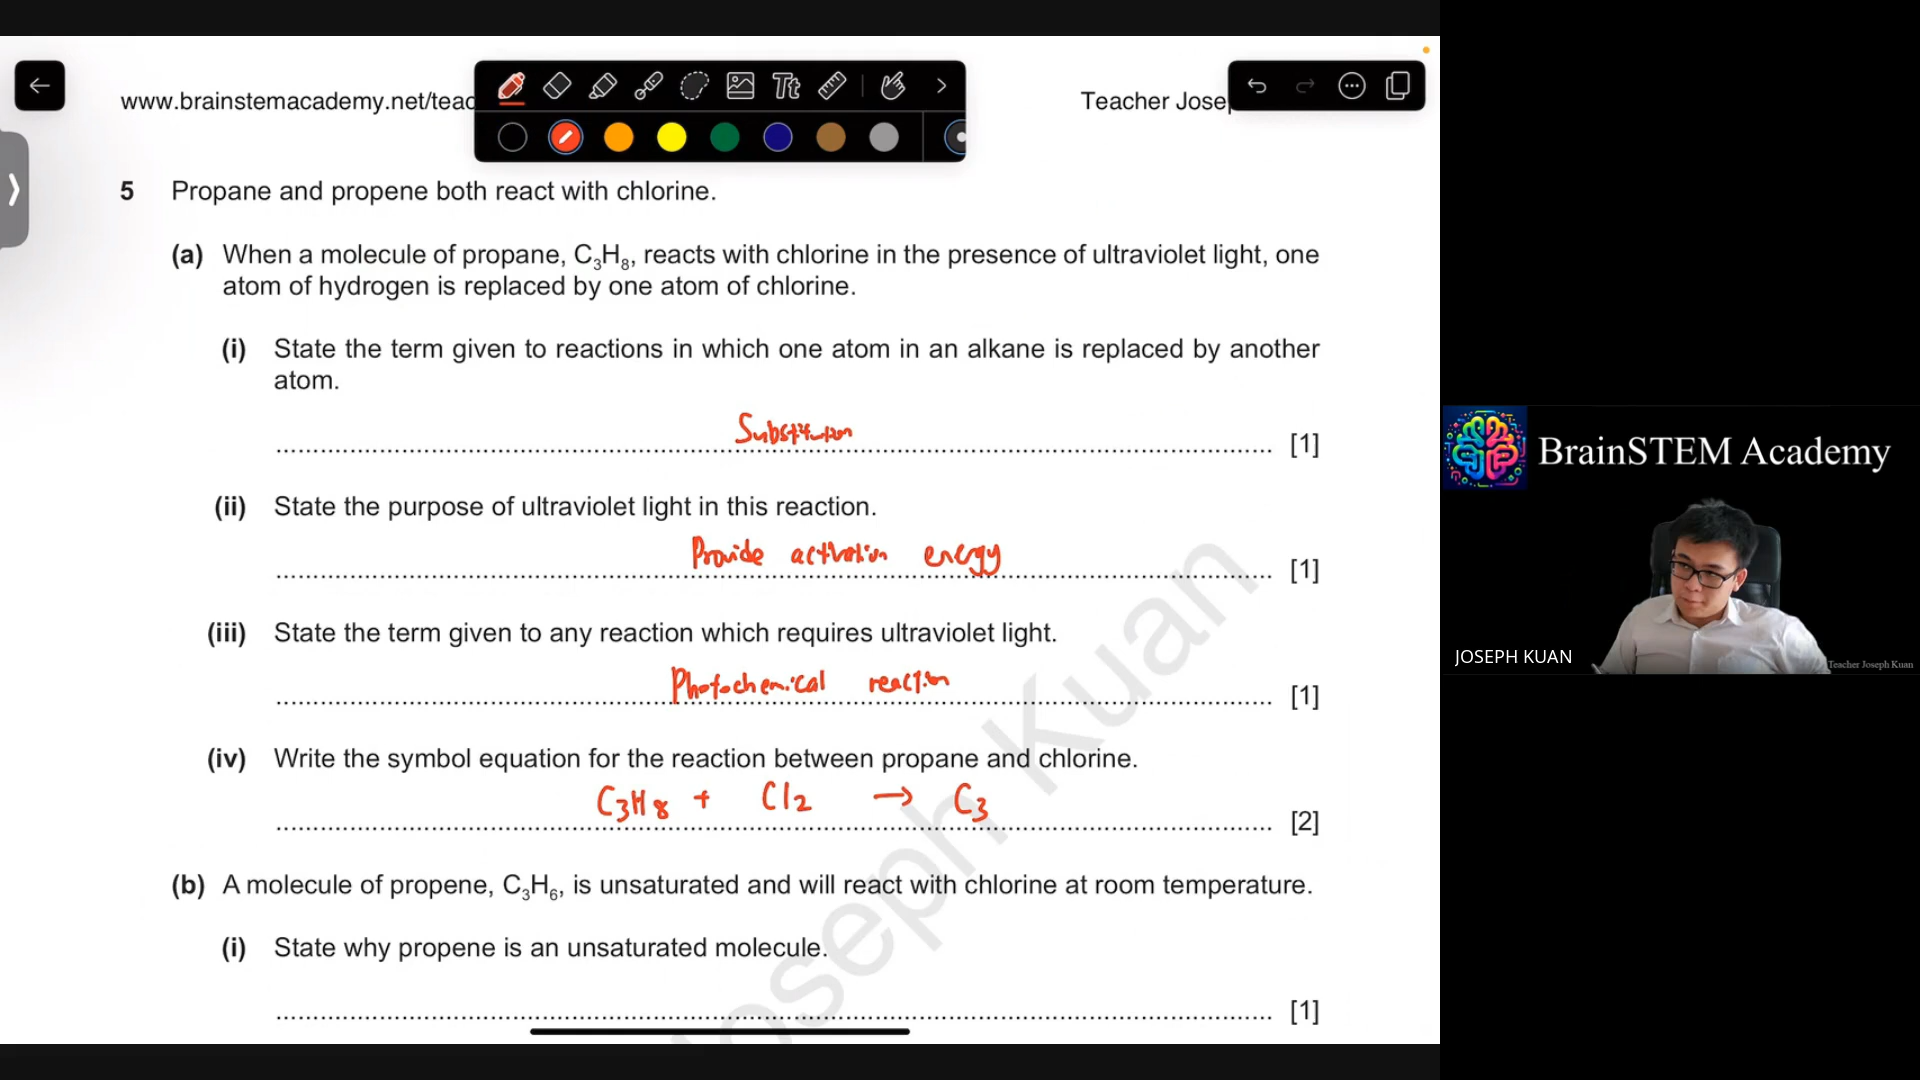 www.brainstemacademy.net/teac
Teacher Jose
Tt
5 Propane and propene both react with chlorine.
(a) When a molecule of propane, C₃H₈, reacts with chlorine in the presence of ultraviolet light, one
atom of hydrogen is replaced by one atom of chlorine.
(i) State the term given to reactions in which one atom in an alkane is replaced by another
atom.
Substitution
[1]
(ii) State the purpose of ultraviolet light in this reaction.
Provide activation energy
[1]
(iii) State the term given to any reaction which requires ultraviolet light.
Photochemical reaction
[1]
(iv) Write the symbol equation for the reaction between propane and chlorine.
C₃H₈ + Cl₂ → C₃
[2]
(b) A molecule of propene, C₃H₆, is unsaturated and will react with chlorine at room temperature.
(i) State why propene is an unsaturated molecule.
[1]
Joseph Kuan
BrainSTEM Academy
JOSEPH KUAN
Teacher Joseph Kuan